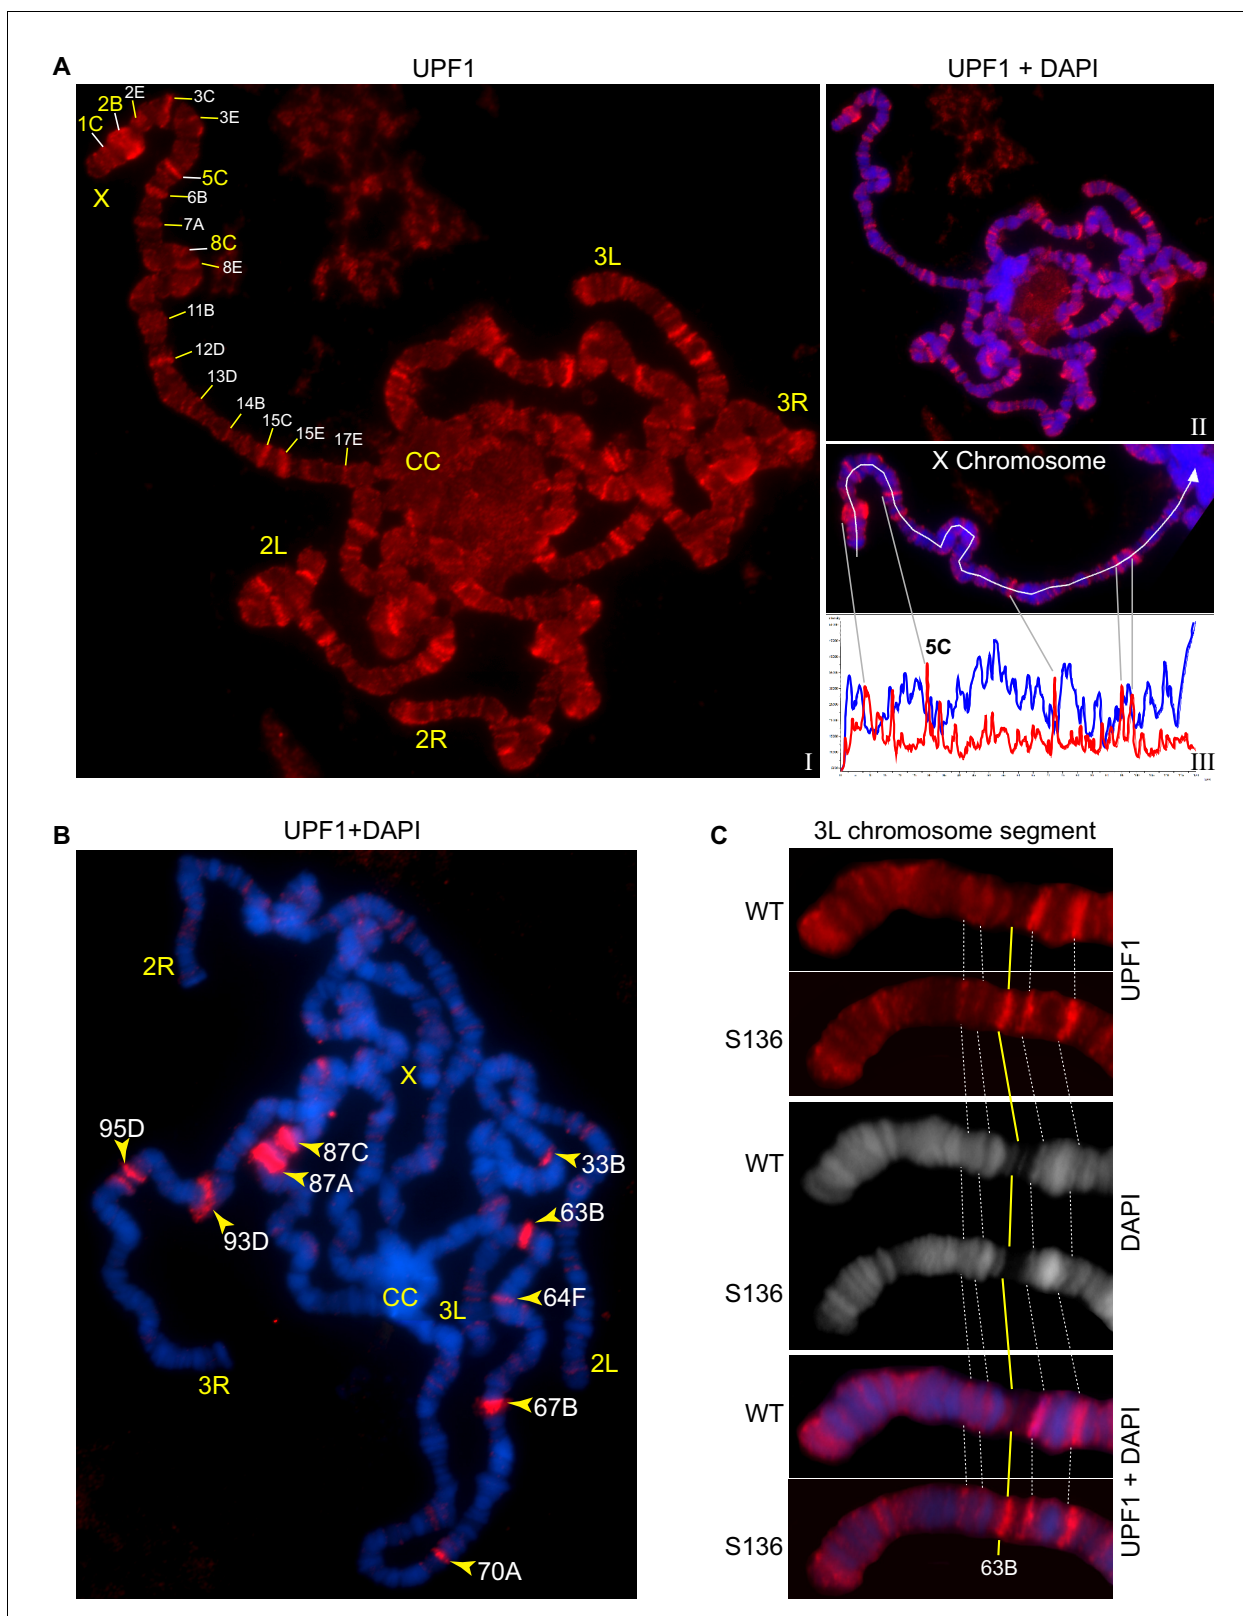 A
UPF1
UPF1 + DAPI
2E
3C
2B
3E
1C
X
5C
6B
7A
8C
8E
11B
12D
13D
14B
15C
15E
17E
3L
3R
CC
2L
2R
I
II
X Chromosome
5C
III
B
UPF1+DAPI
2R
X
95D
87C
87A
33B
63B
93D
CC
3L
64F
2L
3R
67B
70A
C
3L chromosome segment
WT
S136
UPF1
WT
S136
DAPI
WT
S136
63B
UPF1 + DAPI